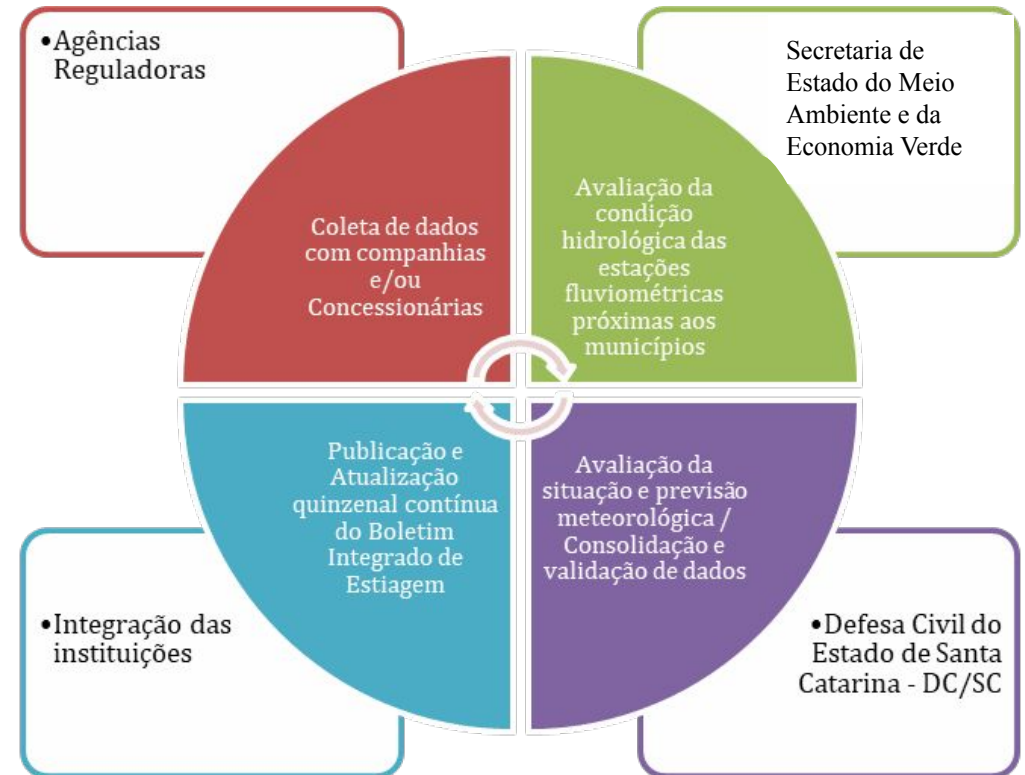 •Agências
Reguladoras
Secretaria de
Estado do Meio
Ambiente e da
Economia Verde
Coleta de dados
com companhias
e/ou
Concessionárias
Avaliação da
condição
hidrológica das
estações
fluviométricas
próximas aos
municípios
Publicação e
Atualização
quinzenal contínua
do Boletim
Integrado de
Estiagem
Avaliação da
situação e previsão
meteorológica /
Consolidação e
validação de dados
•Integração das
instituições
•Defesa Civil do
Estado de Santa
Catarina - DC/SC